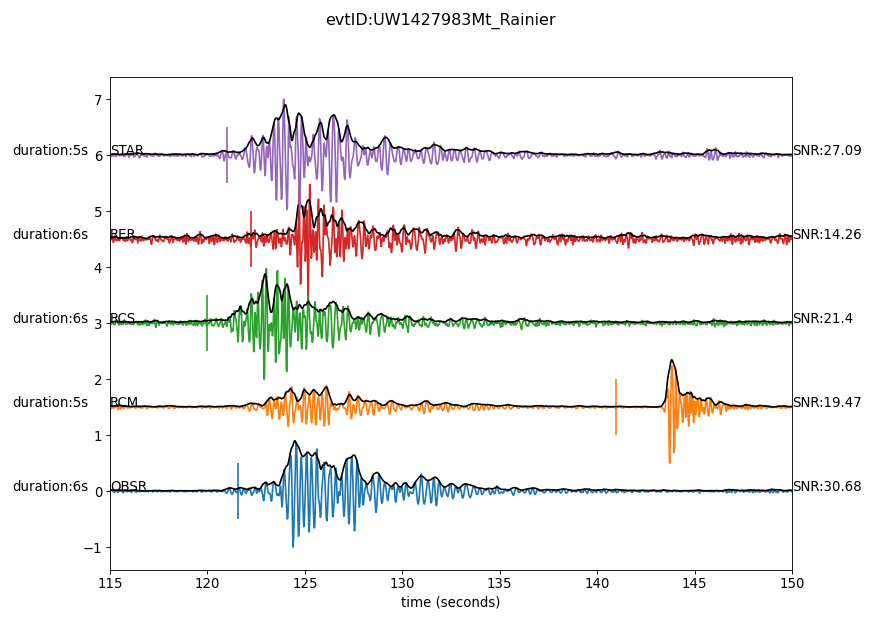 evtID:UW1427983Mt_Rainier
7
duration:5s 6 STAR SNR:27.09
5
duration:6s RER SNR:14.26
4
duration:6s 3 RCS SNR:21.4
2
duration:5s RCM SNR:19.47
1
duration:6s 0 OBSR SNR:30.68
−1
115 120 125 130 135 140 145 150
time (seconds)